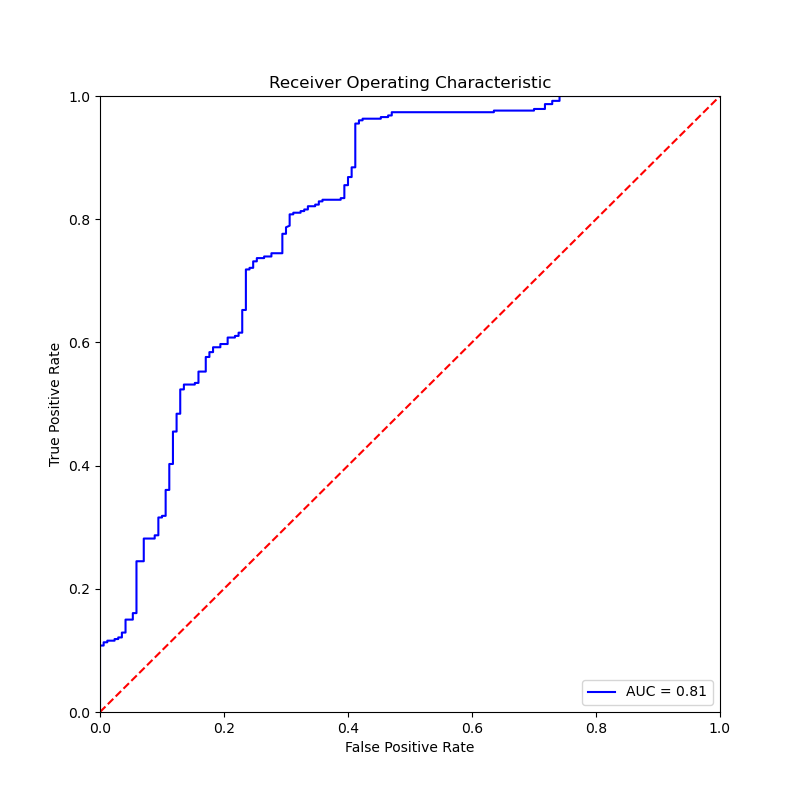 Receiver Operating Characteristic
1.0
0.8
0.6
0.4
0.2
0.0
True Positive Rate
AUC = 0.81
0.0 0.2 0.4 0.6 0.8 1.0
False Positive Rate